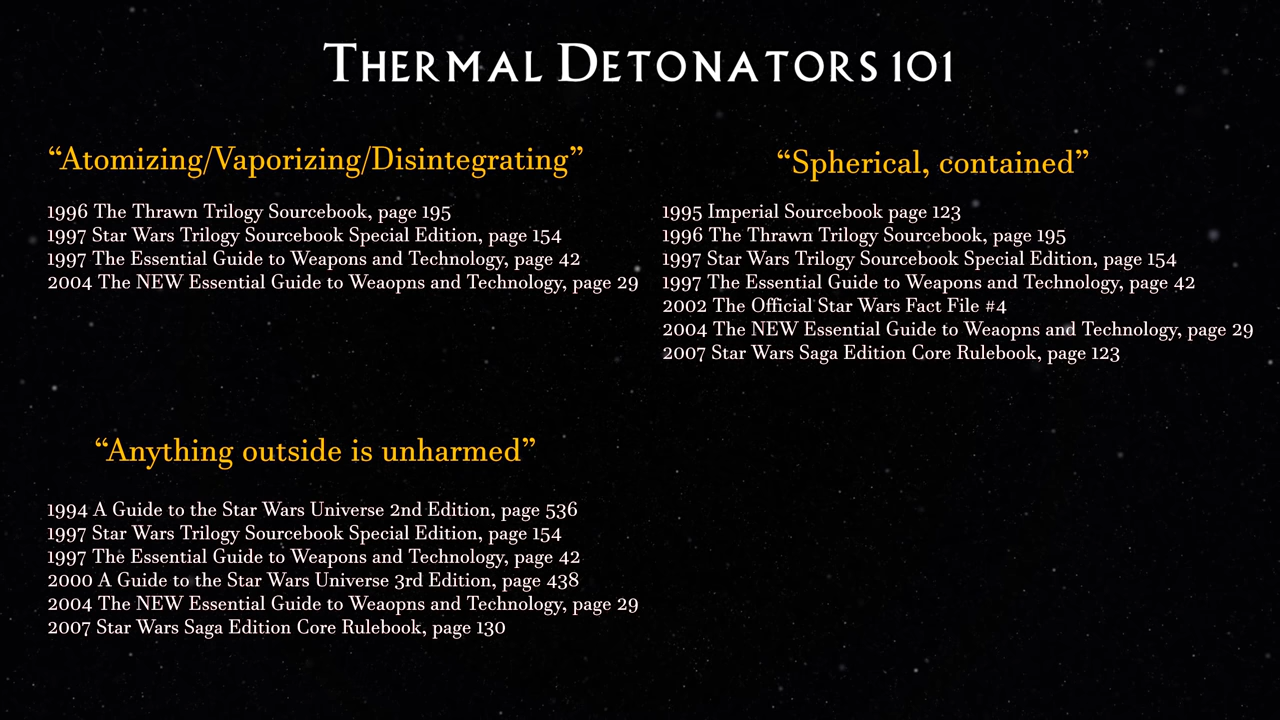 THERMAL DETONATORS 101
“Atomizing/Vaporizing/Disintegrating”
1996 The Thrawn Trilogy Sourcebook, page 195
1997 Star Wars Trilogy Sourcebook Special Edition, page 154
1997 The Essential Guide to Weapons and Technology, page 42
2004 The NEW Essential Guide to Weaopns and Technology, page 29
“Spherical, contained”
1995 Imperial Sourcebook page 123
1996 The Thrawn Trilogy Sourcebook, page 195
1997 Star Wars Trilogy Sourcebook Special Edition, page 154
1997 The Essential Guide to Weapons and Technology, page 42
2002 The Official Star Wars Fact File #4
2004 The NEW Essential Guide to Weaopns and Technology, page 29
2007 Star Wars Saga Edition Core Rulebook, page 123
“Anything outside is unharmed”
1994 A Guide to the Star Wars Universe 2nd Edition, page 536
1997 Star Wars Trilogy Sourcebook Special Edition, page 154
1997 The Essential Guide to Weapons and Technology, page 42
2000 A Guide to the Star Wars Universe 3rd Edition, page 438
2004 The NEW Essential Guide to Weaopns and Technology, page 29
2007 Star Wars Saga Edition Core Rulebook, page 130